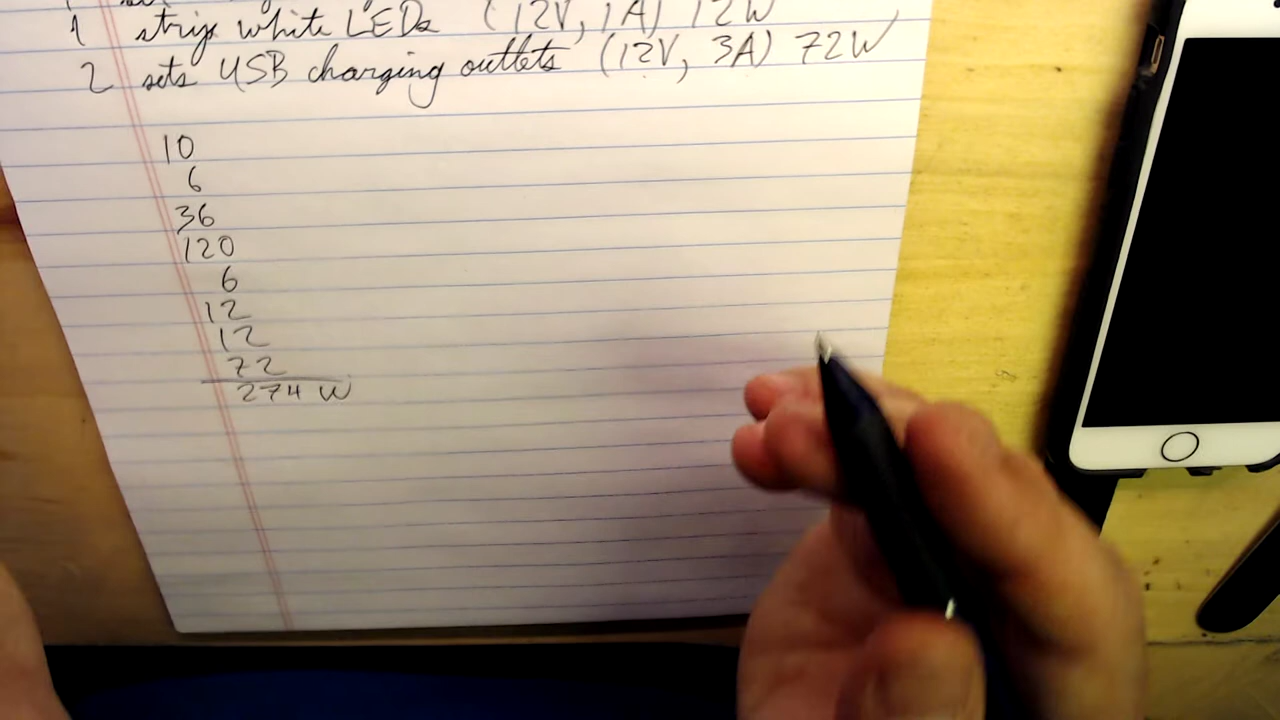 1 strip white LEDs (12V, 1A) 12W
2 sets USB charging outlets (12V, 3A) 72W
10
6
36
120
6
12
12
72
274 W